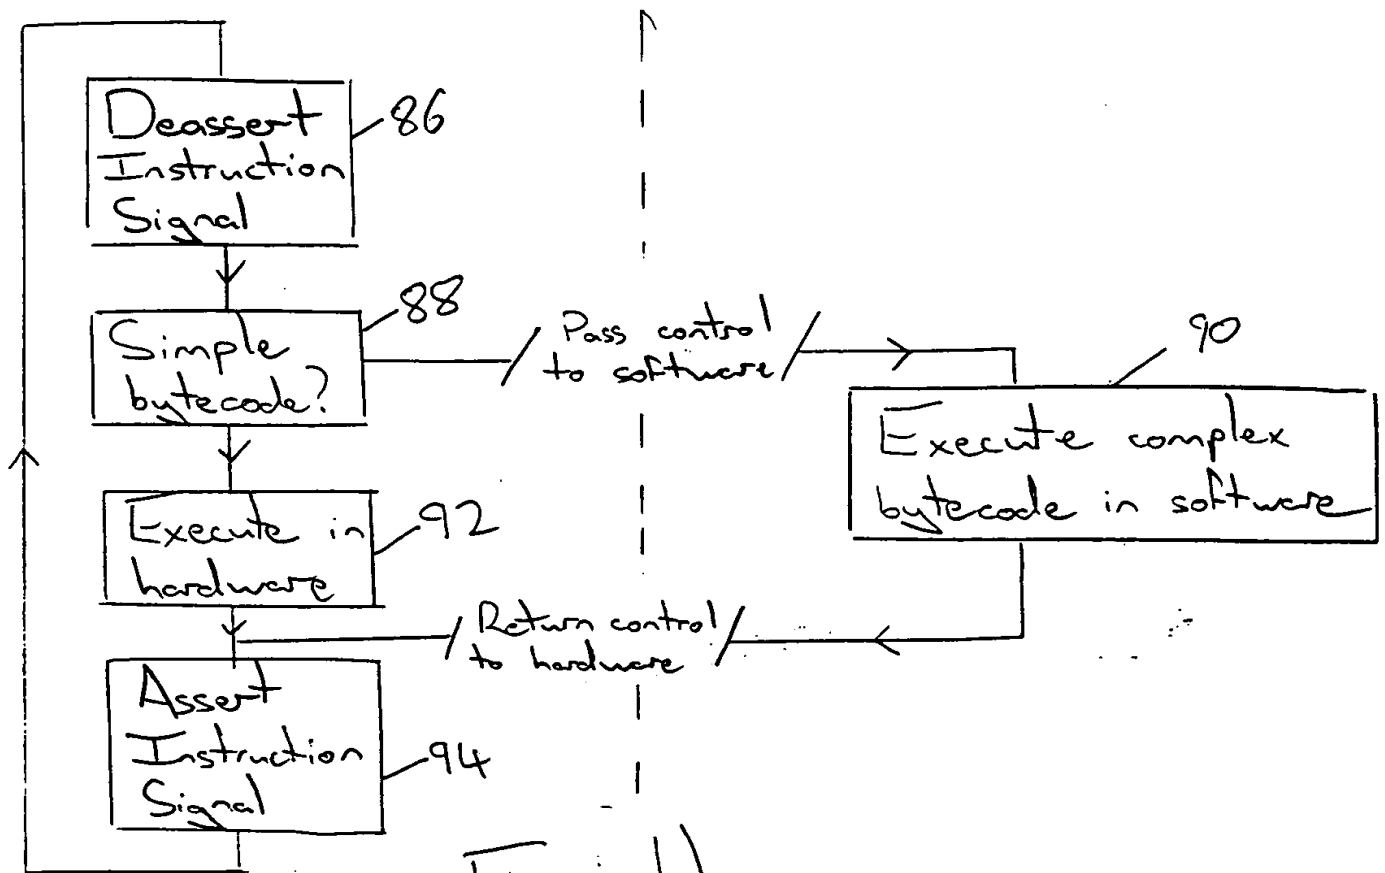 Deassert
Instruction
Signal
86
Simple
bytecode?
88
Pass control
to software
90
Execute complex
bytecode in software
Execute in
hardware
92
Return control
to hardware
Assert
Instruction
Signal
94